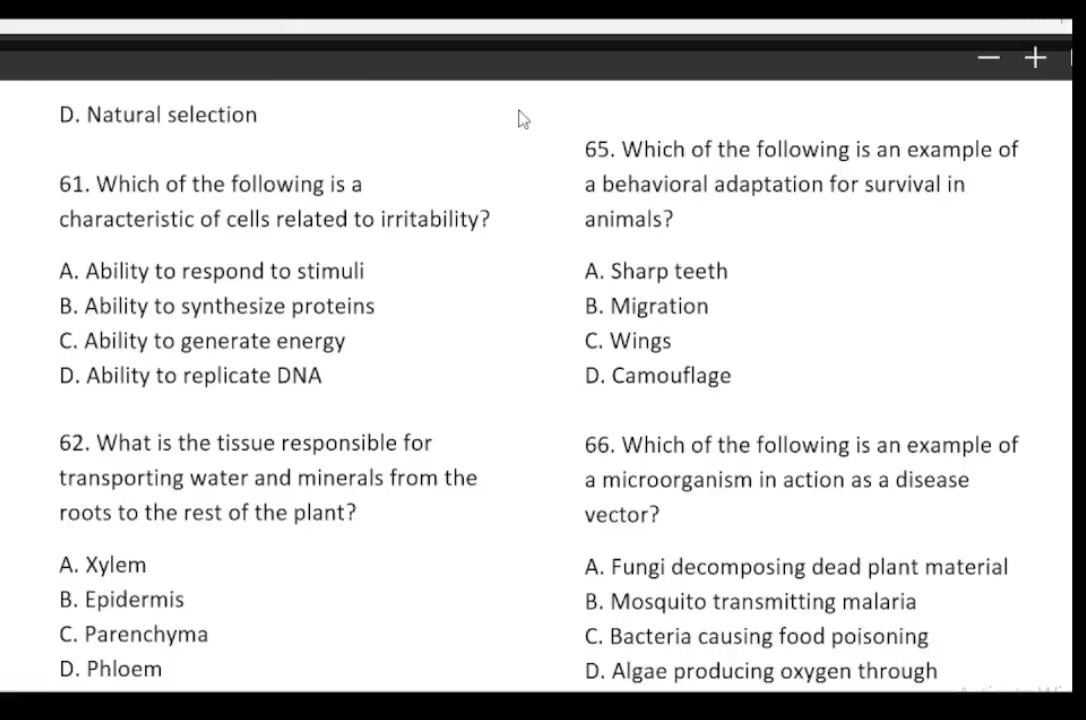 D. Natural selection
61. Which of the following is a
characteristic of cells related to irritability?
A. Ability to respond to stimuli
B. Ability to synthesize proteins
C. Ability to generate energy
D. Ability to replicate DNA
62. What is the tissue responsible for
transporting water and minerals from the
roots to the rest of the plant?
A. Xylem
B. Epidermis
C. Parenchyma
D. Phloem
65. Which of the following is an example of
a behavioral adaptation for survival in
animals?
A. Sharp teeth
B. Migration
C. Wings
D. Camouflage
66. Which of the following is an example of
a microorganism in action as a disease
vector?
A. Fungi decomposing dead plant material
B. Mosquito transmitting malaria
C. Bacteria causing food poisoning
D. Algae producing oxygen through